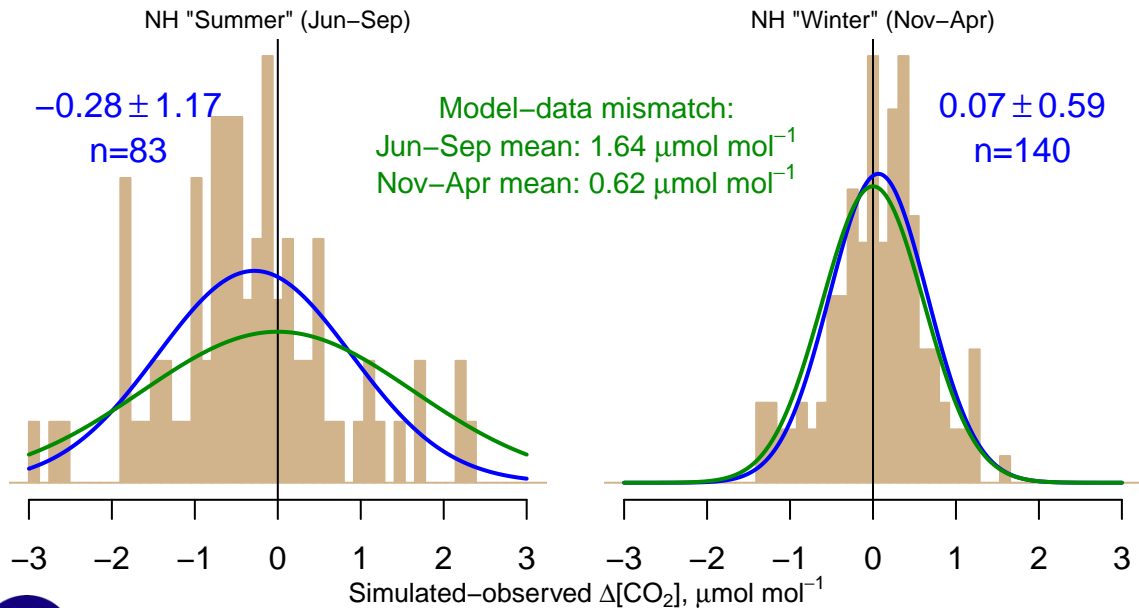 NH "Summer" (Jun−Sep)
NH "Winter" (Nov−Apr)
−0.28 ± 1.17
n=83
Model−data mismatch:
Jun−Sep mean: 1.64 μmol mol⁻¹
Nov−Apr mean: 0.62 μmol mol⁻¹
0.07 ± 0.59
n=140
−3 −2 −1 0 1 2 3
−3 −2 −1 0 1 2 3
Simulated−observed Δ[CO₂], μmol mol⁻¹